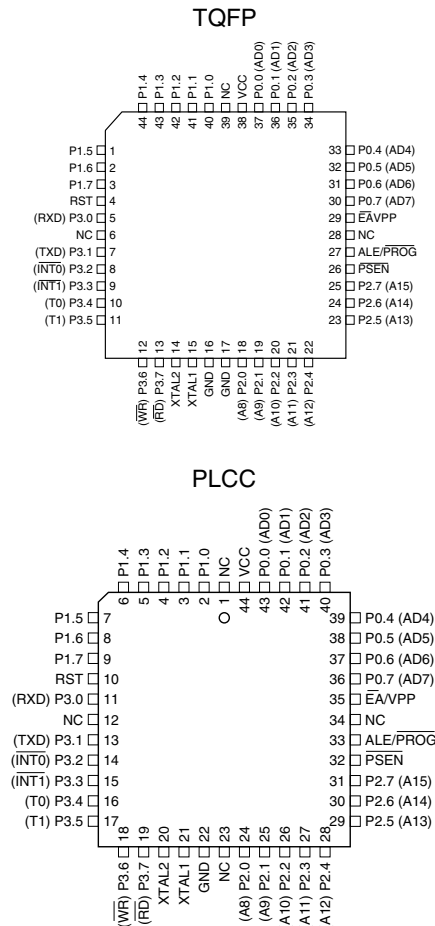 TQFP
P1.4
P1.3
P1.2
P1.1
P1.0
NC
VCC
P0.0 (AD0)
P0.1 (AD1)
P0.2 (AD2)
P0.3 (AD3)
44
43
42
41
40
39
38
37
36
35
34
P1.5 1
P1.6 2
P1.7 3
RST 4
(RXD) P3.0 5
NC 6
(TXD) P3.1 7
(INT0) P3.2 8
(INT1) P3.3 9
(T0) P3.4 10
(T1) P3.5 11
33 P0.4 (AD4)
32 P0.5 (AD5)
31 P0.6 (AD6)
30 P0.7 (AD7)
29 EAVPP
28 NC
27 ALE/PROG
26 PSEN
25 P2.7 (A15)
24 P2.6 (A14)
23 P2.5 (A13)
12
13
14
15
16
17
18
19
20
21
22
(WR) P3.6
(RD) P3.7
XTAL2
XTAL1
GND
GND
(A8) P2.0
(A9) P2.1
(A10) P2.2
(A11) P2.3
(A12) P2.4
PLCC
P1.4
P1.3
P1.2
P1.1
P1.0
NC
VCC
P0.0 (AD0)
P0.1 (AD1)
P0.2 (AD2)
P0.3 (AD3)
6
5
4
3
2
1
44
43
42
41
40
P1.5 7
P1.6 8
P1.7 9
RST 10
(RXD) P3.0 11
NC 12
(TXD) P3.1 13
(INT0) P3.2 14
(INT1) P3.3 15
(T0) P3.4 16
(T1) P3.5 17
39 P0.4 (AD4)
38 P0.5 (AD5)
37 P0.6 (AD6)
36 P0.7 (AD7)
35 EA/VPP
34 NC
33 ALE/PROG
32 PSEN
31 P2.7 (A15)
30 P2.6 (A14)
29 P2.5 (A13)
18
19
20
21
22
23
24
25
26
27
28
(WR) P3.6
(RD) P3.7
XTAL2
XTAL1
GND
NC
(A8) P2.0
(A9) P2.1
A10) P2.2
A11) P2.3
A12) P2.4